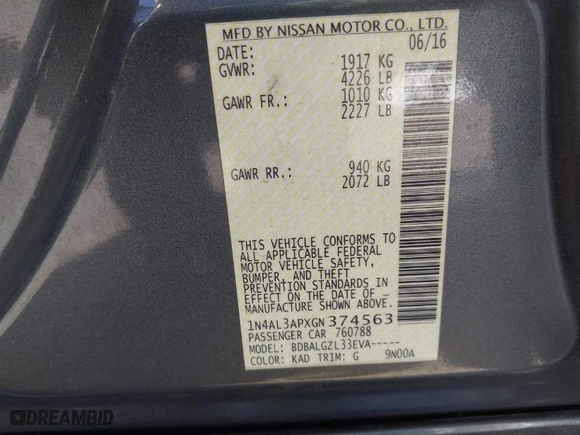 MFD BY NISSAN MOTOR CO., LTD.
DATE: 06/16
GVWR: 1917 KG
4226 LB
GAWR FR.: 1010 KG
2227 LB
GAWR RR.: 940 KG
2072 LB
THIS VEHICLE CONFORMS TO
ALL APPLICABLE FEDERAL
MOTOR VEHICLE SAFETY,
BUMPER, AND THEFT
PREVENTION STANDARDS IN
EFFECT ON THE DATE OF
MANUFACTURE SHOWN ABOVE.
1N4AL3APXGN374563
PASSENGER CAR 760788
MODEL: BDBALGZL33EVA-----
COLOR: KAD TRIM: G 9N00A
DREAMBID